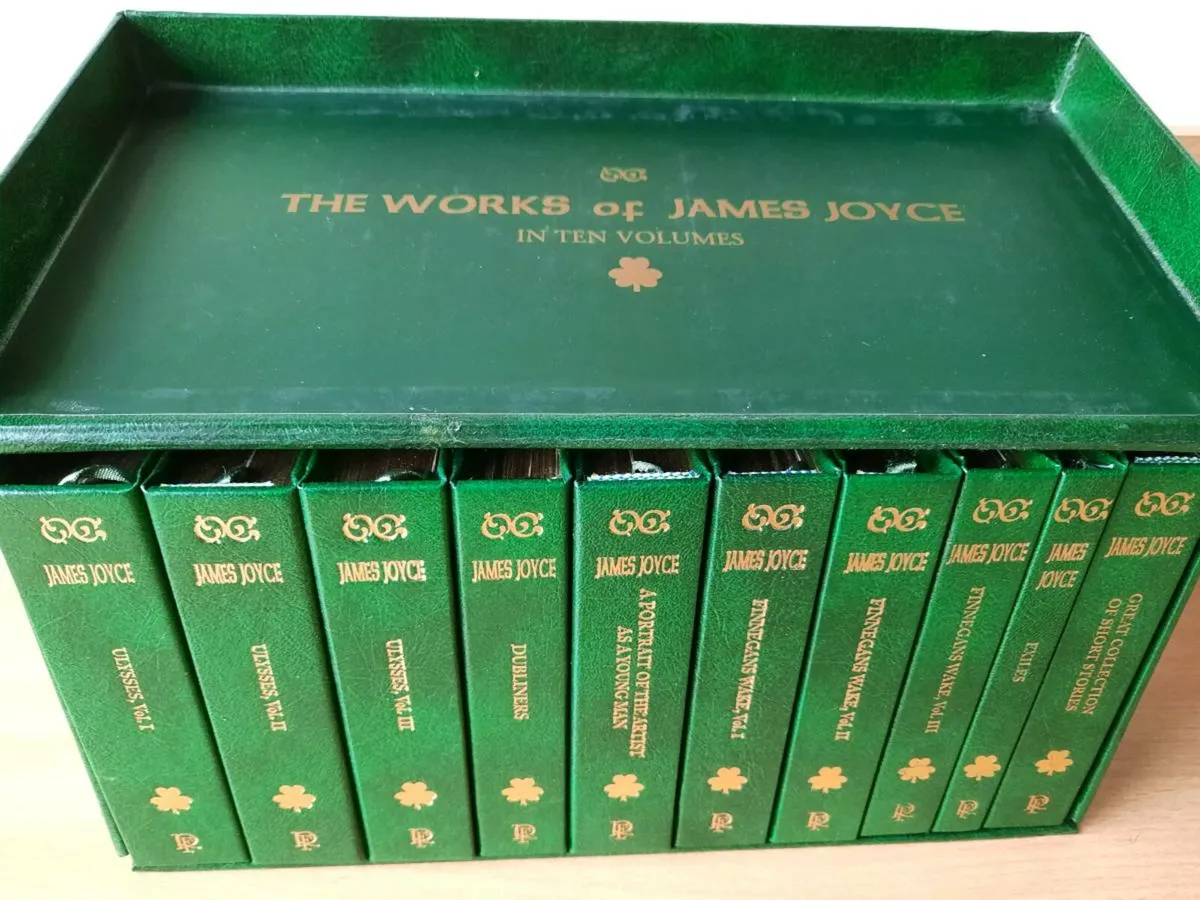 THE WORKS of JAMES JOYCE
IN TEN VOLUMES
JAMES JOYCE
ULYSSES, Vol. I
JAMES JOYCE
ULYSSES, Vol. II
JAMES JOYCE
ULYSSES, Vol. III
JAMES JOYCE
DUBLINERS
JAMES JOYCE
A PORTRAIT OF THE ARTIST
AS A YOUNG MAN
JAMES JOYCE
FINNEGANS WAKE, Vol. I
JAMES JOYCE
FINNEGANS WAKE, Vol. II
JAMES JOYCE
FINNEGANS WAKE, Vol. III
JAMES
JOYCE
EXILES
JAMES JOYCE
GREAT COLLECTION
OF SHORT STORIES